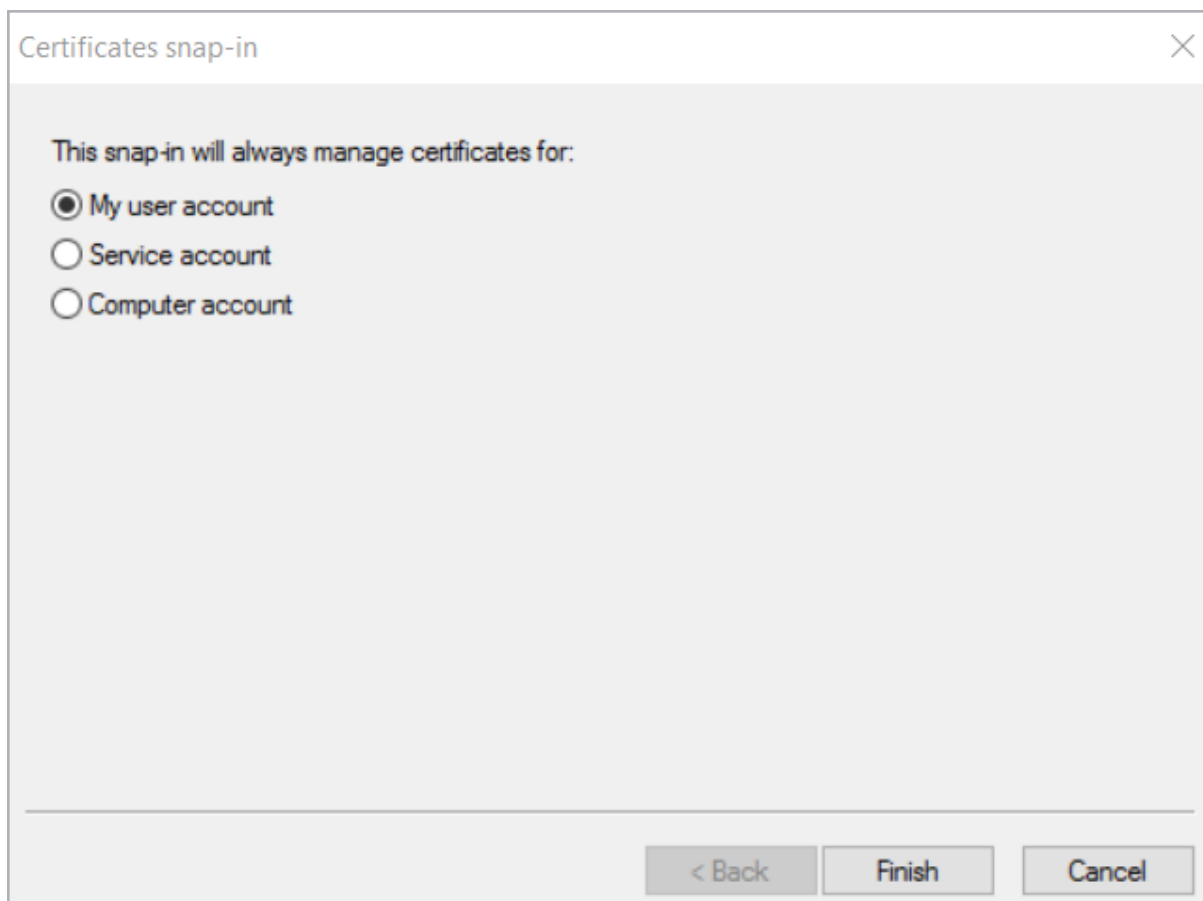 Certificates snap-in
This snap-in will always manage certificates for:
My user account
Service account
Computer account
< Back
Finish
Cancel